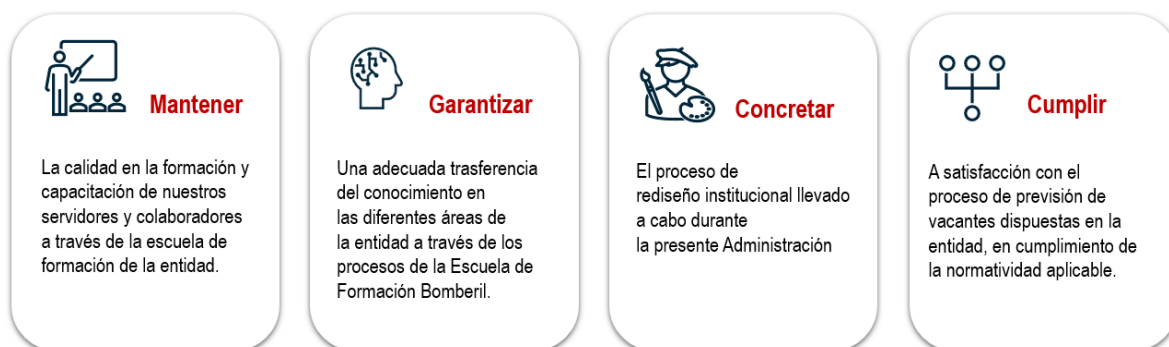 Mantener
La calidad en la formación y
capacitación de nuestros
servidores y colaboradores
a través de la escuela de
formación de la entidad.
Garantizar
Una adecuada trasferencia
del conocimiento en
las diferentes áreas de
la entidad a través de los
procesos de la Escuela de
Formación Bomberil.
Concretar
El proceso de
rediseño institucional llevado
a cabo durante
la presente Administración
Cumplir
A satisfacción con el
proceso de previsión de
vacantes dispuestas en la
entidad, en cumplimiento de
la normatividad aplicable.